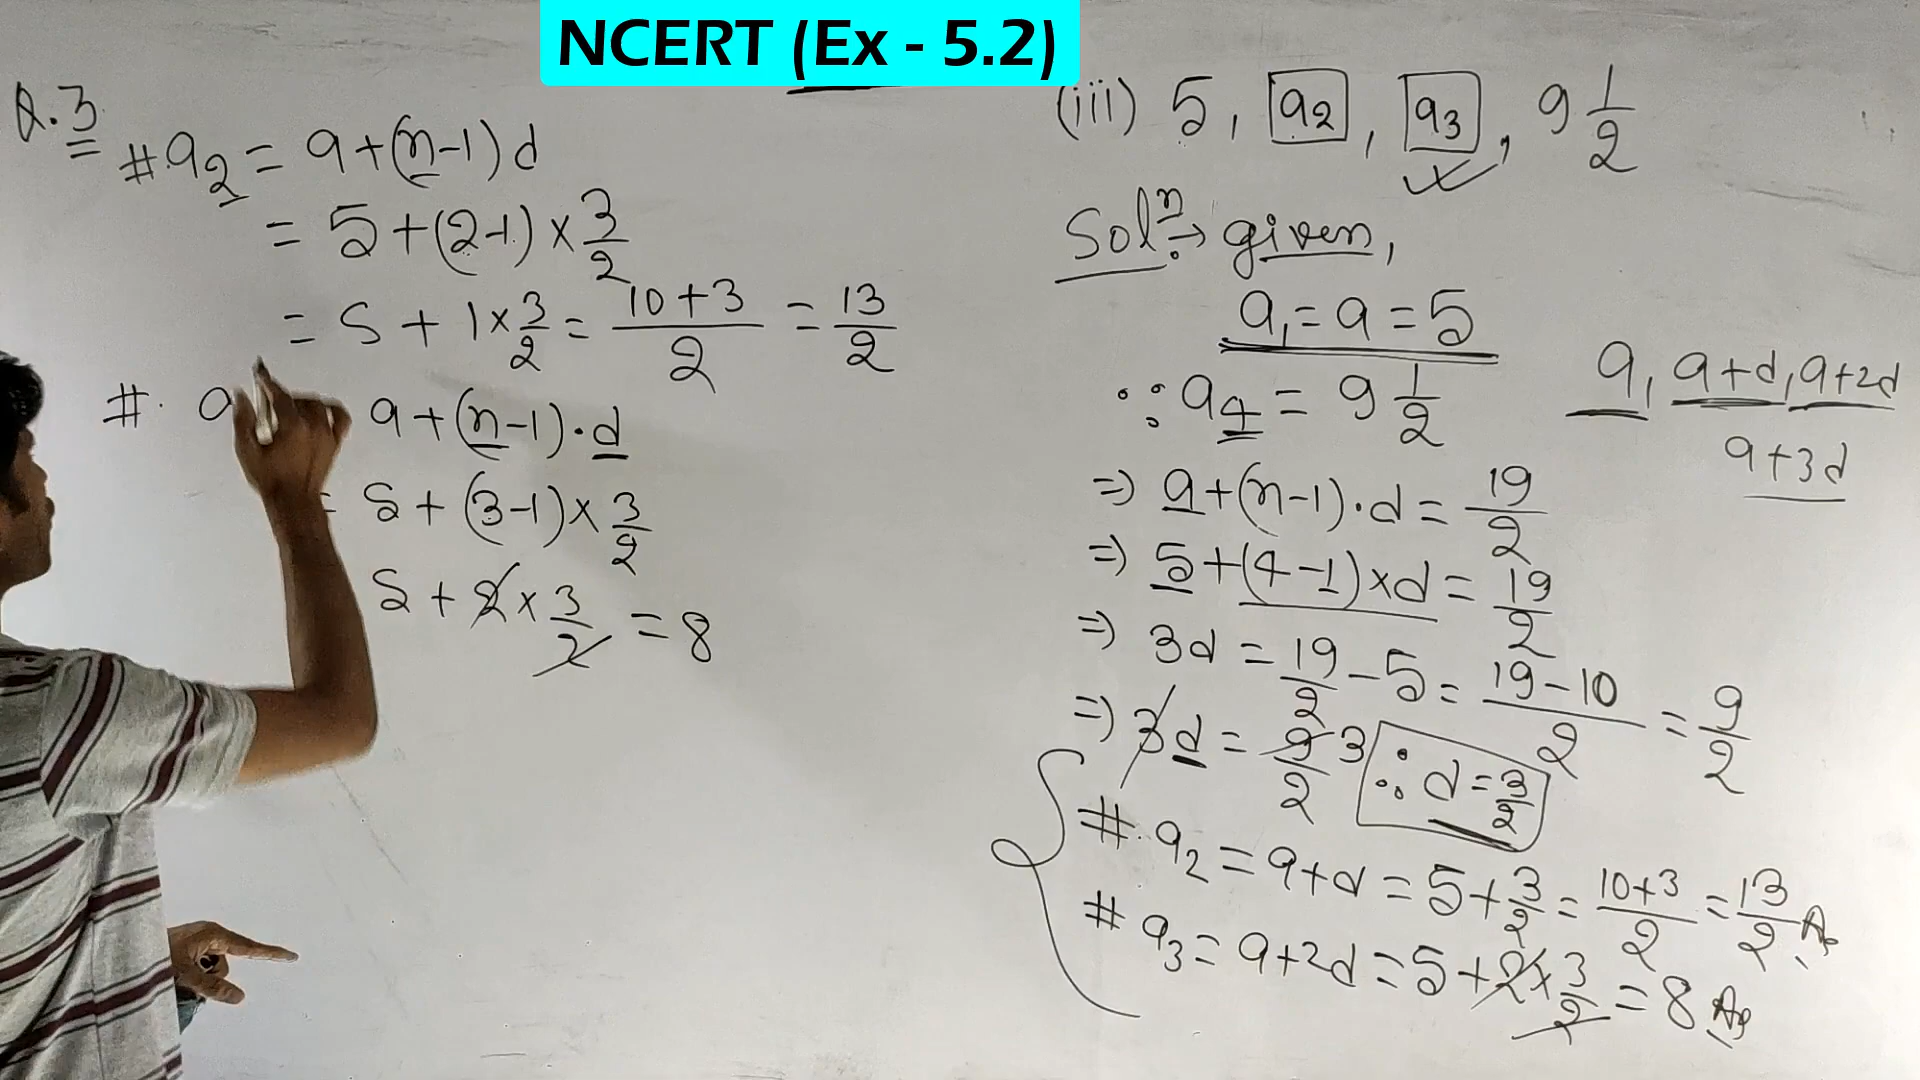 NCERT (Ex - 5.2)
Q.3
# a₂ = a+(n-1)d
= 5+(2-1)×3/2
= 5 + 1×3/2 = (10+3)/2 = 13/2
# a = a+(n-1)·d
= 5+(3-1)×3/2
5+2×3/2 = 8
(iii) 5, a₂, a₃, 9 1/2
Solⁿ:→ given,
a₁ = a = 5
∵ a₄ = 9 1/2
a, a+d, a+2d
a+3d
⇒ a+(n-1)·d = 19/2
⇒ 5+(4-1)×d = 19/2
⇒ 3d = 19/2 - 5 = (19-10)/2 = 9/2
⇒ 3d = 9/2 3 ∴ d = 3/2
# a₂ = a+d = 5+3/2 = (10+3)/2 = 13/2 As
# a₃ = a+2d = 5+2×3/2 = 8 As